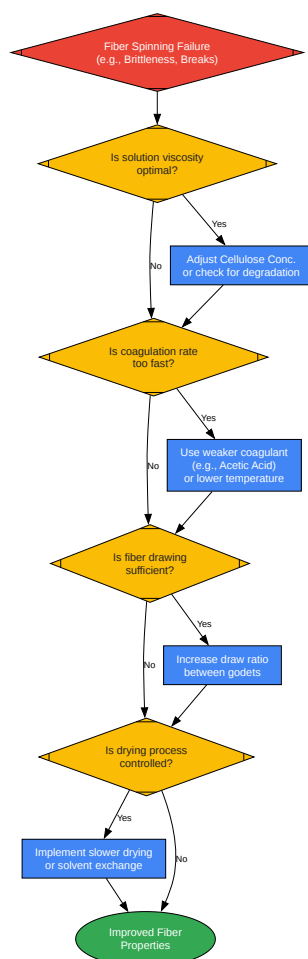 Fiber Spinning Failure
(e.g., Brittleness, Breaks)
Is solution viscosity
optimal?
Yes
Adjust Cellulose Conc.
or check for degradation
No
Is coagulation rate
too fast?
Yes
Use weaker coagulant
(e.g., Acetic Acid)
or lower temperature
No
Is fiber drawing
sufficient?
Yes
Increase draw ratio
between godets
No
Is drying process
controlled?
Yes
Implement slower drying
or solvent exchange
No
Improved Fiber
Properties